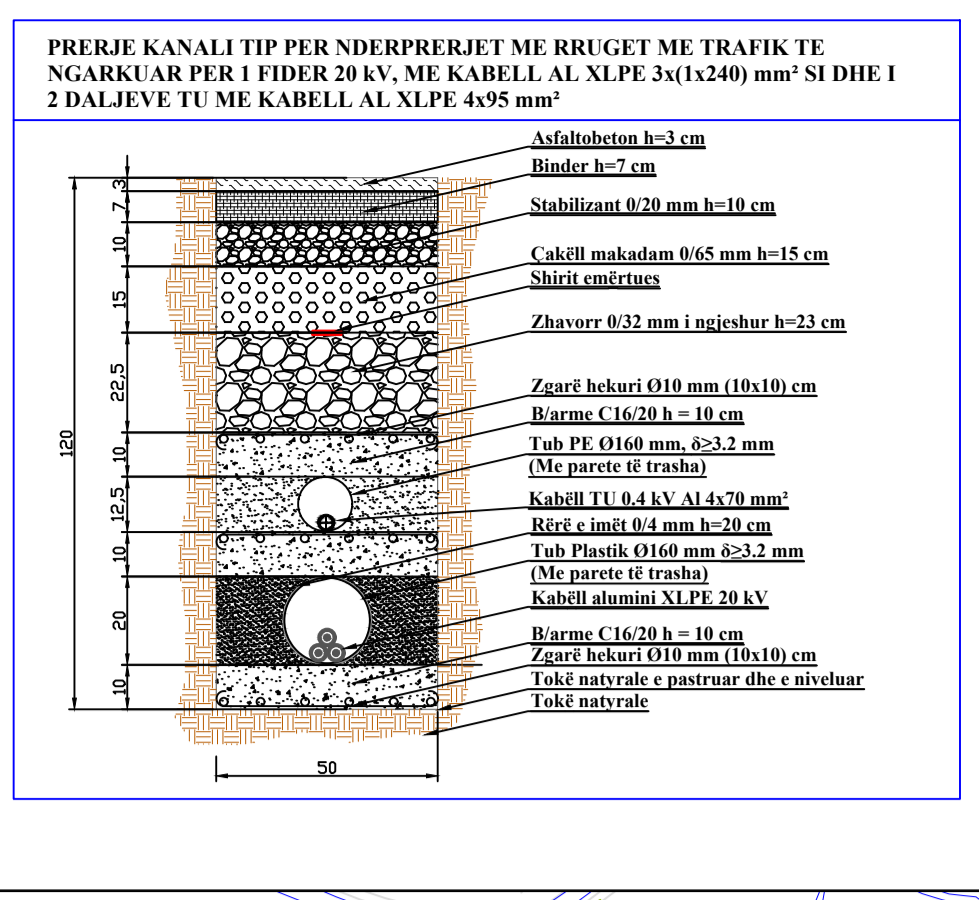 PRERJE KANALI TIP PER NDERPRERJET ME RRUGET ME TRAFIK TE
NGARKUAR PER 1 FIDER 20 kV, ME KABELL AL XLPE 3x(1x240) mm² SI DHE I
2 DALJEVE TU ME KABELL AL XLPE 4x95 mm²
Asfaltobeton h=3 cm
Binder h=7 cm
Stabilizant 0/20 mm h=10 cm
Çakëll makadam 0/65 mm h=15 cm
Shirit emërtues
Zhavorr 0/32 mm i ngjeshur h=23 cm
Zgarë hekuri Ø10 mm (10x10) cm
B/arme C16/20 h = 10 cm
Tub PE Ø160 mm, δ≥3.2 mm
(Me parete të trasha)
Kabëll TU 0.4 kV Al 4x70 mm²
Rërë e imët 0/4 mm h=20 cm
Tub Plastik Ø160 mm δ≥3.2 mm
(Me parete të trasha)
Kabëll alumini XLPE 20 kV
B/arme C16/20 h = 10 cm
Zgarë hekuri Ø10 mm (10x10) cm
Tokë natyrale e pastruar dhe e niveluar
Tokë natyrale
120
3
7
10
15
22,5
10
12,5
10
20
10
50